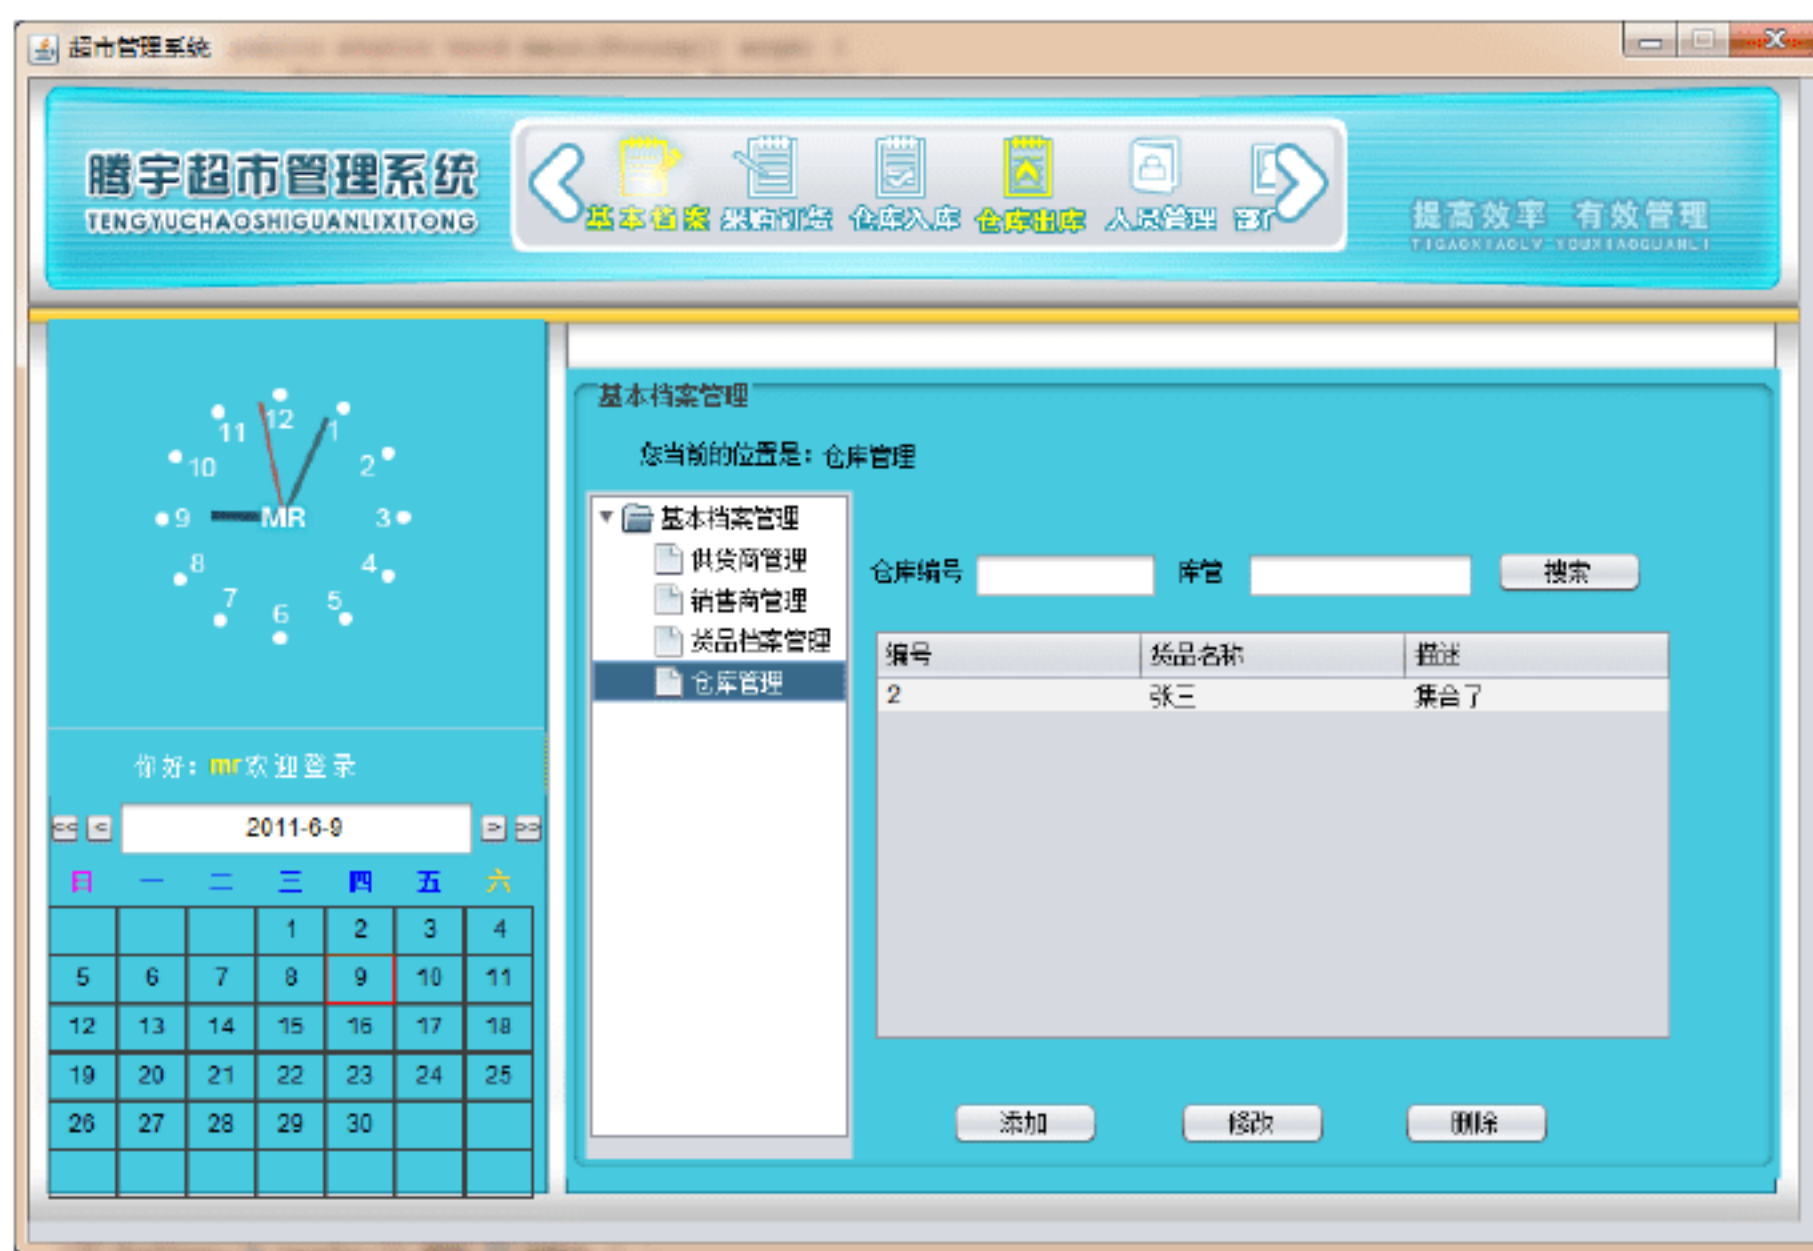 超市管理系统
腾宇超市管理系统
TENGYUCHAOSHIGUANLIXITONG
基本档案 采购订货 仓库入库 仓库出库 人员管理
提高效率 有效管理
TIGAOXIAOLV YOUXIAOGUANLI
12
11 1
10 2
9 MR 3
8 4
7 6 5
你好：mr欢迎登录
<< < 2011-6-9 > >>
日 一 二 三 四 五 六
1 2 3 4
5 6 7 8 9 10 11
12 13 14 15 16 17 18
19 20 21 22 23 24 25
26 27 28 29 30
基本档案管理
您当前的位置是：仓库管理
基本档案管理
供货商管理
销售商管理
货品档案管理
仓库管理
仓库编号 库管 搜索
编号 货品名称 描述
2 张三 集合了
添加 修改 删除